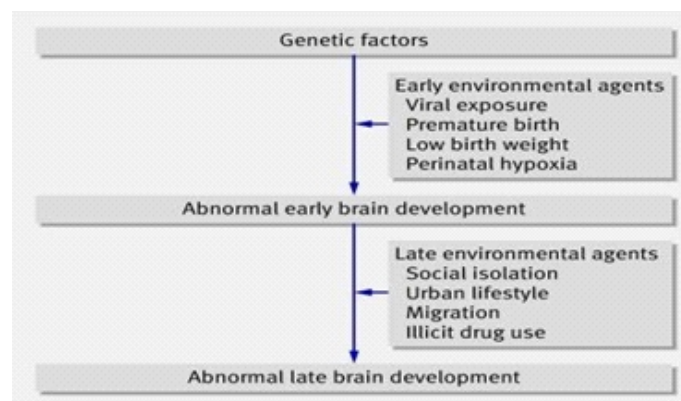 Genetic factors
Early environmental agents
Viral exposure
Premature birth
Low birth weight
Perinatal hypoxia
Abnormal early brain development
Late environmental agents
Social isolation
Urban lifestyle
Migration
Illicit drug use
Abnormal late brain development